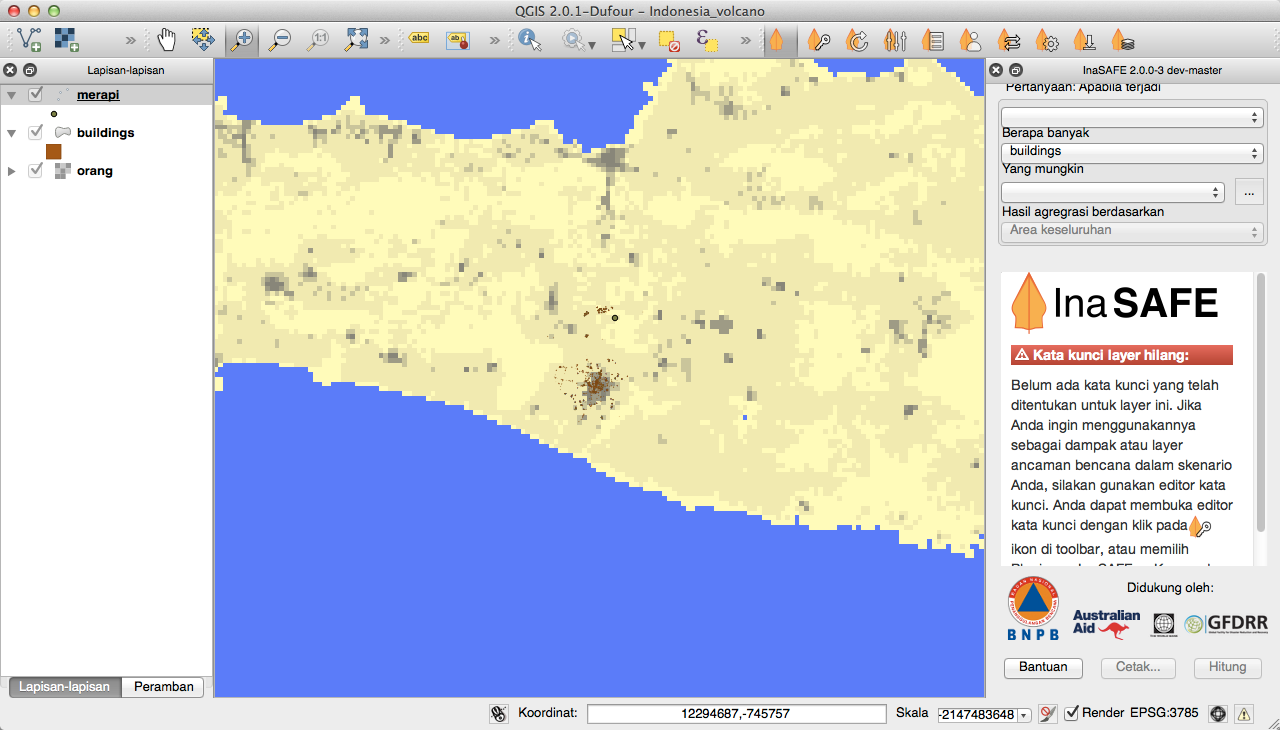 QGIS 2.0.1-Dufour - Indonesia_volcano
1:1
abc
ab
i
ε
Lapisan-lapisan
merapi
buildings
orang
Lapisan-lapisan
Peramban
InaSAFE 2.0.0-3 dev-master
Pertanyaan: Apabila terjadi
Berapa banyak
buildings
Yang mungkin
...
Hasil agregrasi berdasarkan
Area keseluruhan
InaSAFE
Kata kunci layer hilang:
Belum ada kata kunci yang telah
ditentukan untuk layer ini. Jika
Anda ingin menggunakannya
sebagai dampak atau layer
ancaman bencana dalam skenario
Anda, silakan gunakan editor kata
kunci. Anda dapat membuka editor
kata kunci dengan klik pada
ikon di toolbar, atau memilih
Didukung oleh:
BNPB
Australian
Aid
GFDRR
Bantuan
Cetak...
Hitung
Koordinat:
12294687,-745757
Skala
-2147483648
Render
EPSG:3785